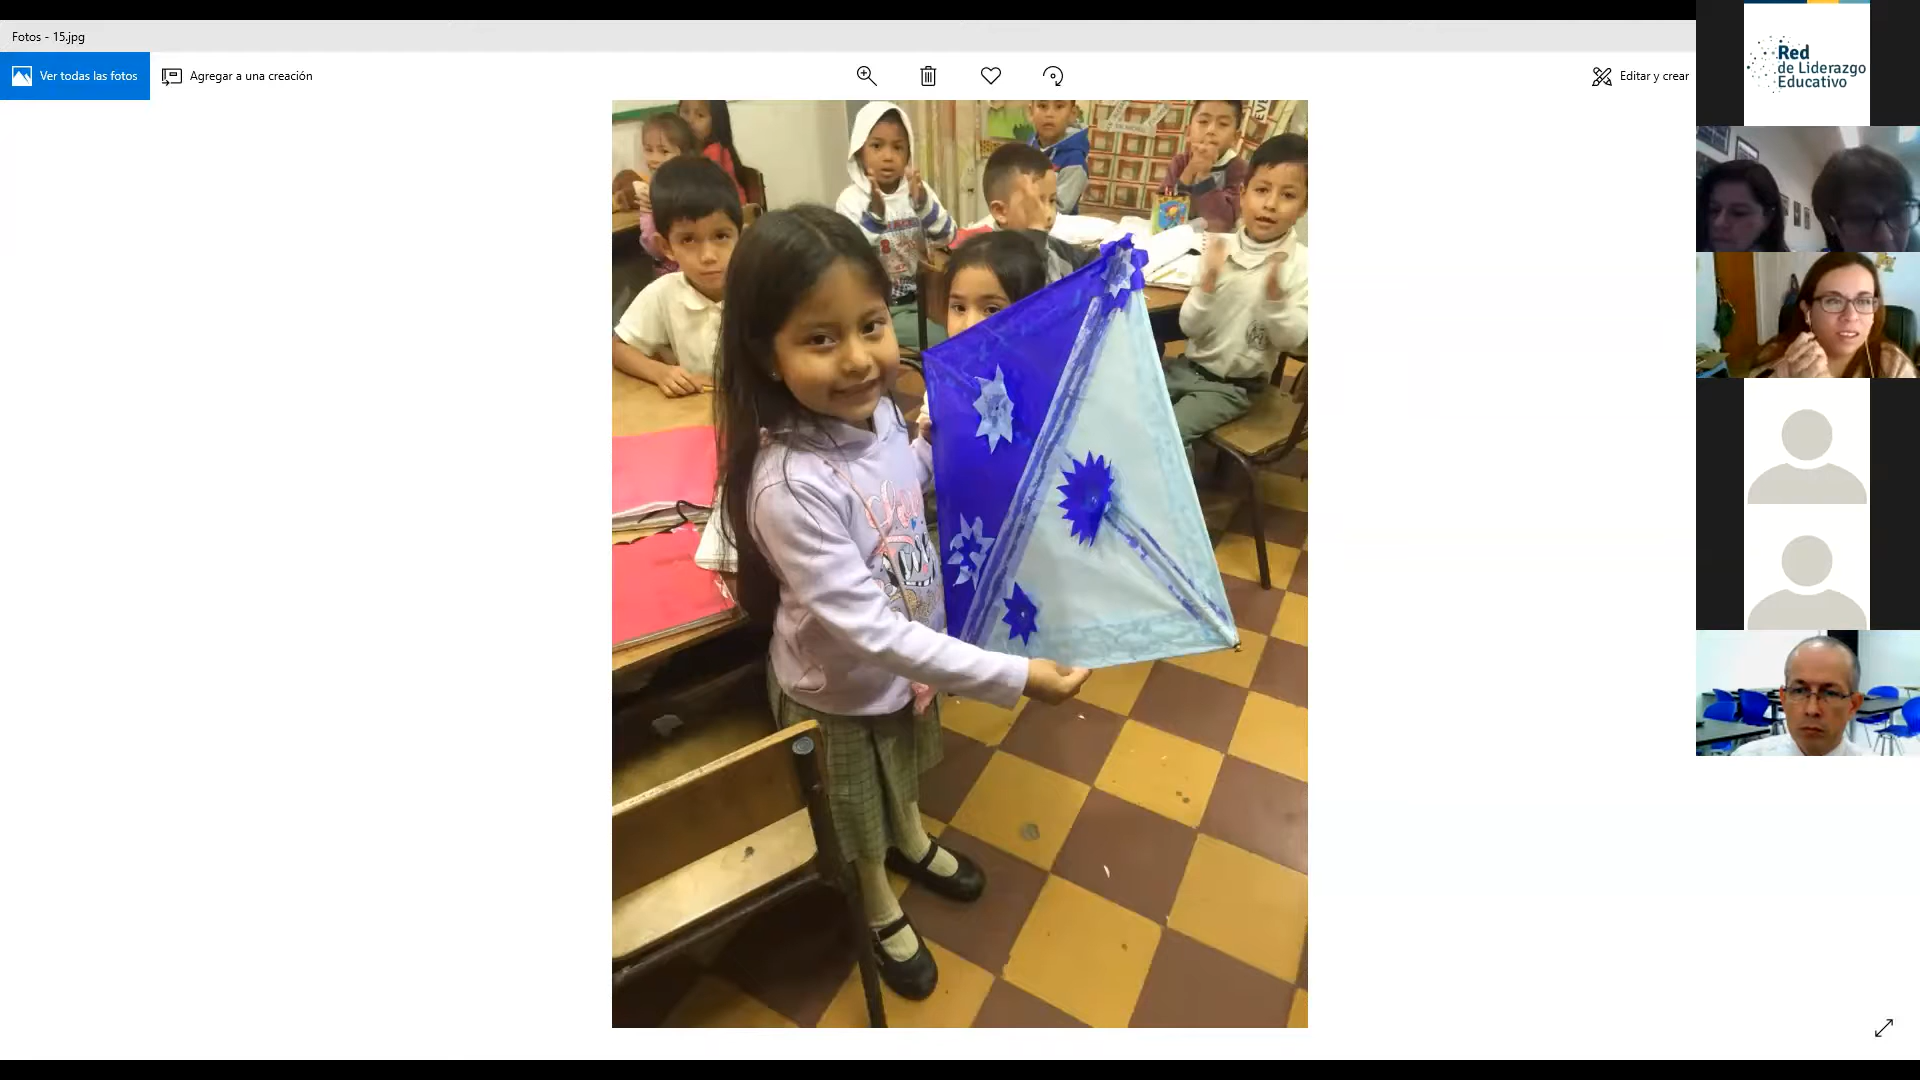 Fotos - 15.jpg
Ver todas las fotos
Agregar a una creación
Editar y crear
Red
de Liderazgo
Educativo